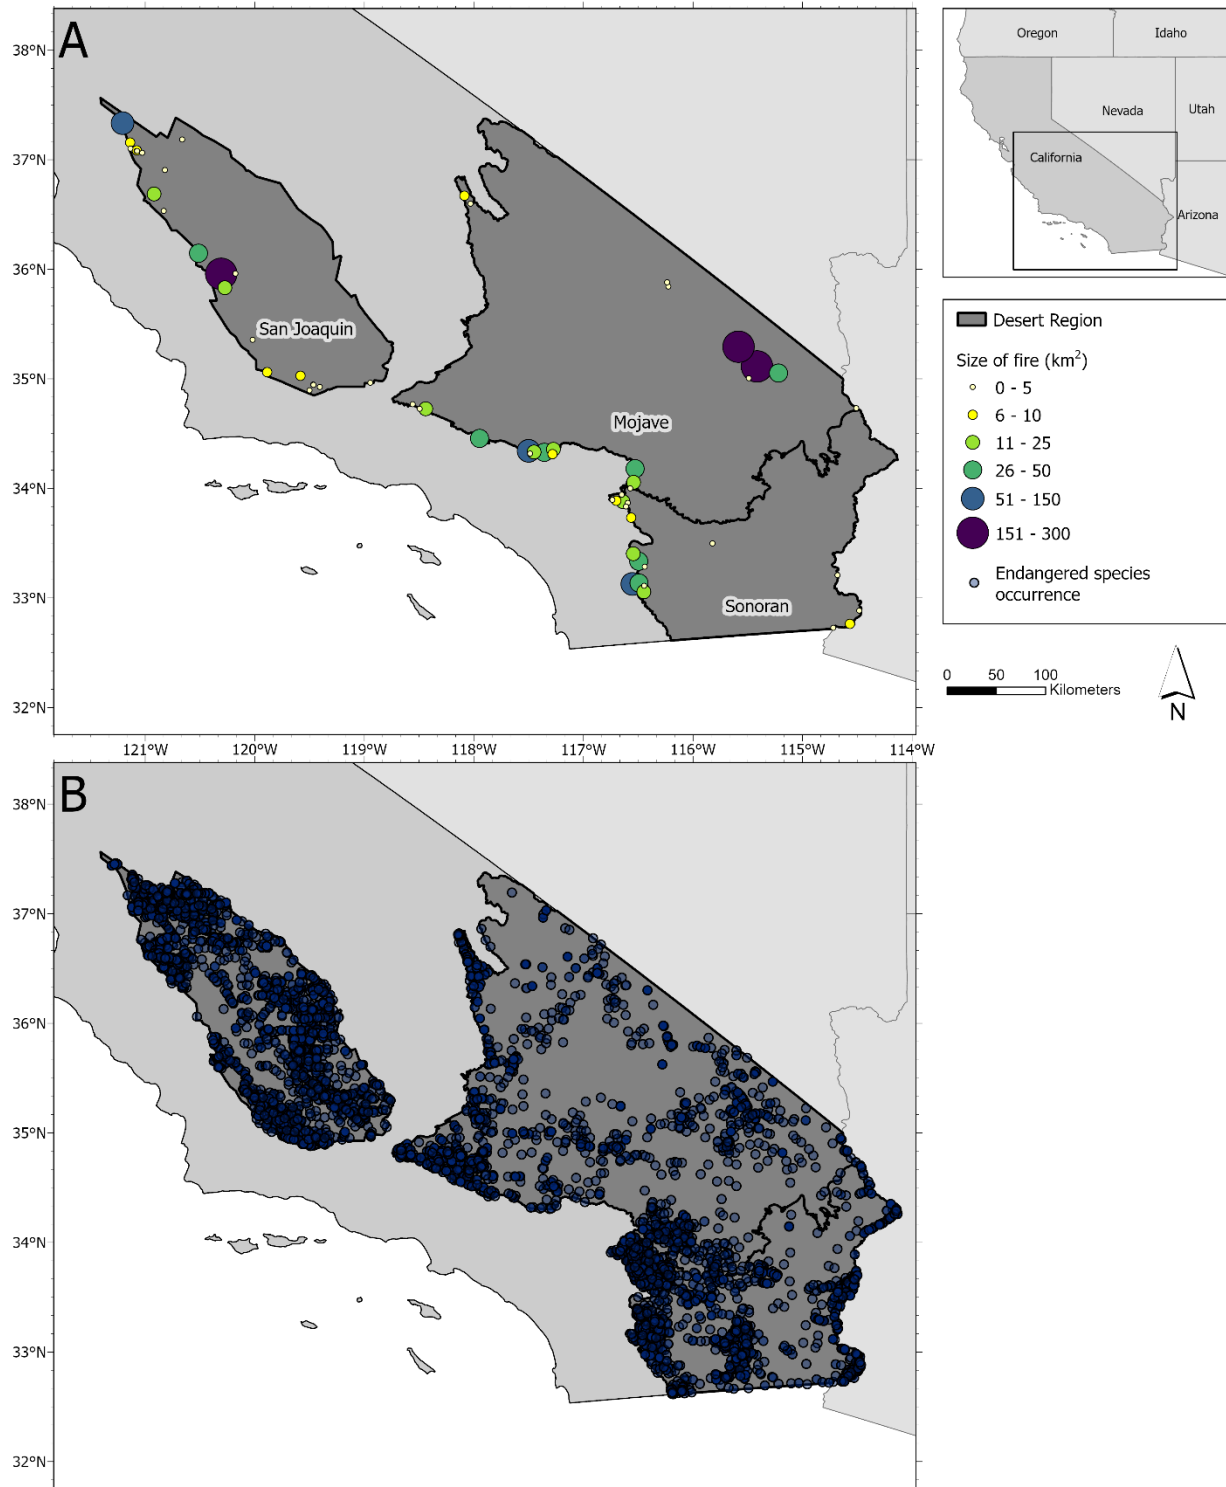 A
38°N
37°N
36°N
35°N
34°N
33°N
32°N
San Joaquin
Mojave
Sonoran
121°W
120°W
118°W
117°W
116°W
115°W
114°W
Oregon
Idaho
Nevada
Utah
California
Arizona
Desert Region
Size of fire (km²)
0 - 5
6 - 10
11 - 25
26 - 50
51 - 150
151 - 300
Endangered species
occurrence
0 50 100
Kilometers
N
B
38°N
37°N
36°N
35°N
34°N
33°N
32°N